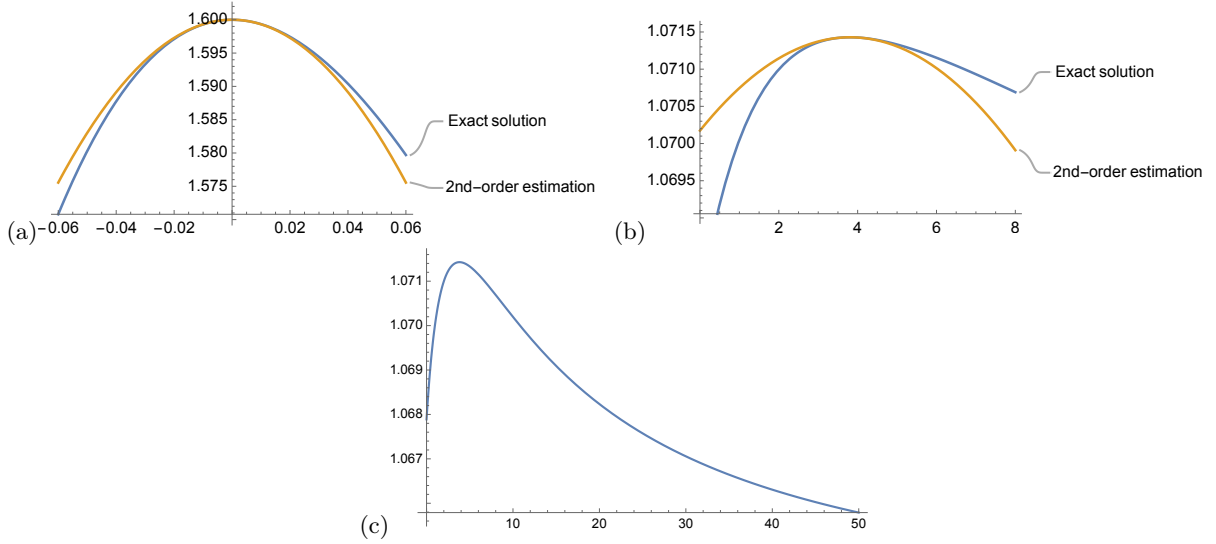 1.600
1.595
1.590
1.585
1.580
1.575
Exact solution
2nd−order estimation
(a)
−0.06 −0.04 −0.02 0.02 0.04 0.06
1.0715
1.0710
1.0705
1.0700
1.0695
Exact solution
2nd−order estimation
(b)
2 4 6 8
1.071
1.070
1.069
1.068
1.067
(c)
10 20 30 40 50